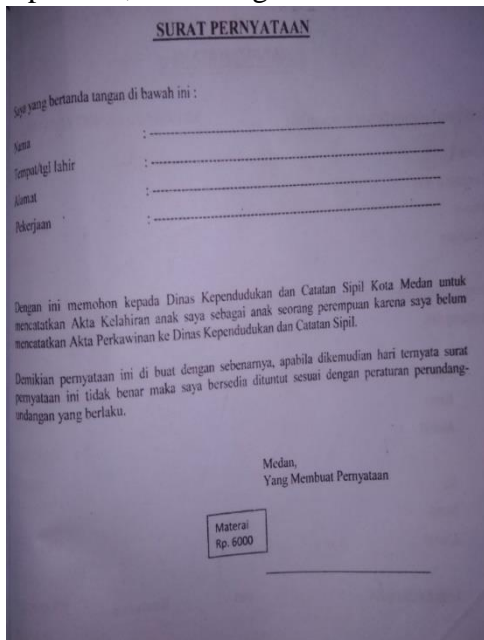 SURAT PERNYATAAN
Saya yang bertanda tangan di bawah ini :
Nama :
Tempat/tgl lahir :
Alamat :
Pekerjaan :
Dengan ini memohon kepada Dinas Kependudukan dan Catatan Sipil Kota Medan untuk
mencatatkan Akta Kelahiran anak saya sebagai anak seorang perempuan karena saya belum
mencatatkan Akta Perkawinan ke Dinas Kependudukan dan Catatan Sipil.
Demikian pernyataan ini di buat dengan sebenarnya, apabila dikemudian hari ternyata surat
pernyataan ini tidak benar maka saya bersedia dituntut sesuai dengan peraturan perundang-
undangan yang berlaku.
Medan,
Yang Membuat Pernyataan
Materai
Rp. 6000